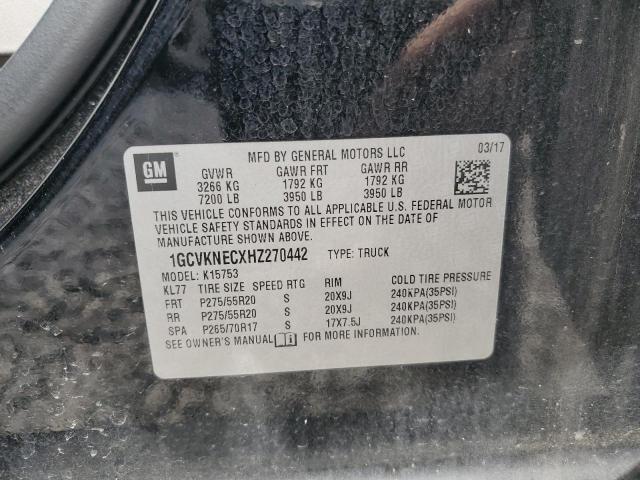 MFD BY GENERAL MOTORS LLC 03/17
GM
GVWR GAWR FRT GAWR RR
3266 KG 1792 KG 1792 KG
7200 LB 3950 LB 3950 LB
THIS VEHICLE CONFORMS TO ALL APPLICABLE U.S. FEDERAL MOTOR
VEHICLE SAFETY STANDARDS IN EFFECT ON THE DATE OF
MANUFACTURE SHOWN ABOVE.
1GCVKNECXHZ270442 TYPE: TRUCK
MODEL: K15753
KL77 TIRE SIZE SPEED RTG RIM COLD TIRE PRESSURE
FRT P275/55R20 S 20X9J 240KPA(35PSI)
RR P275/55R20 S 20X9J 240KPA(35PSI)
SPA P265/70R17 S 17X7.5J 240KPA(35PSI)
SEE OWNER'S MANUAL FOR MORE INFORMATION.